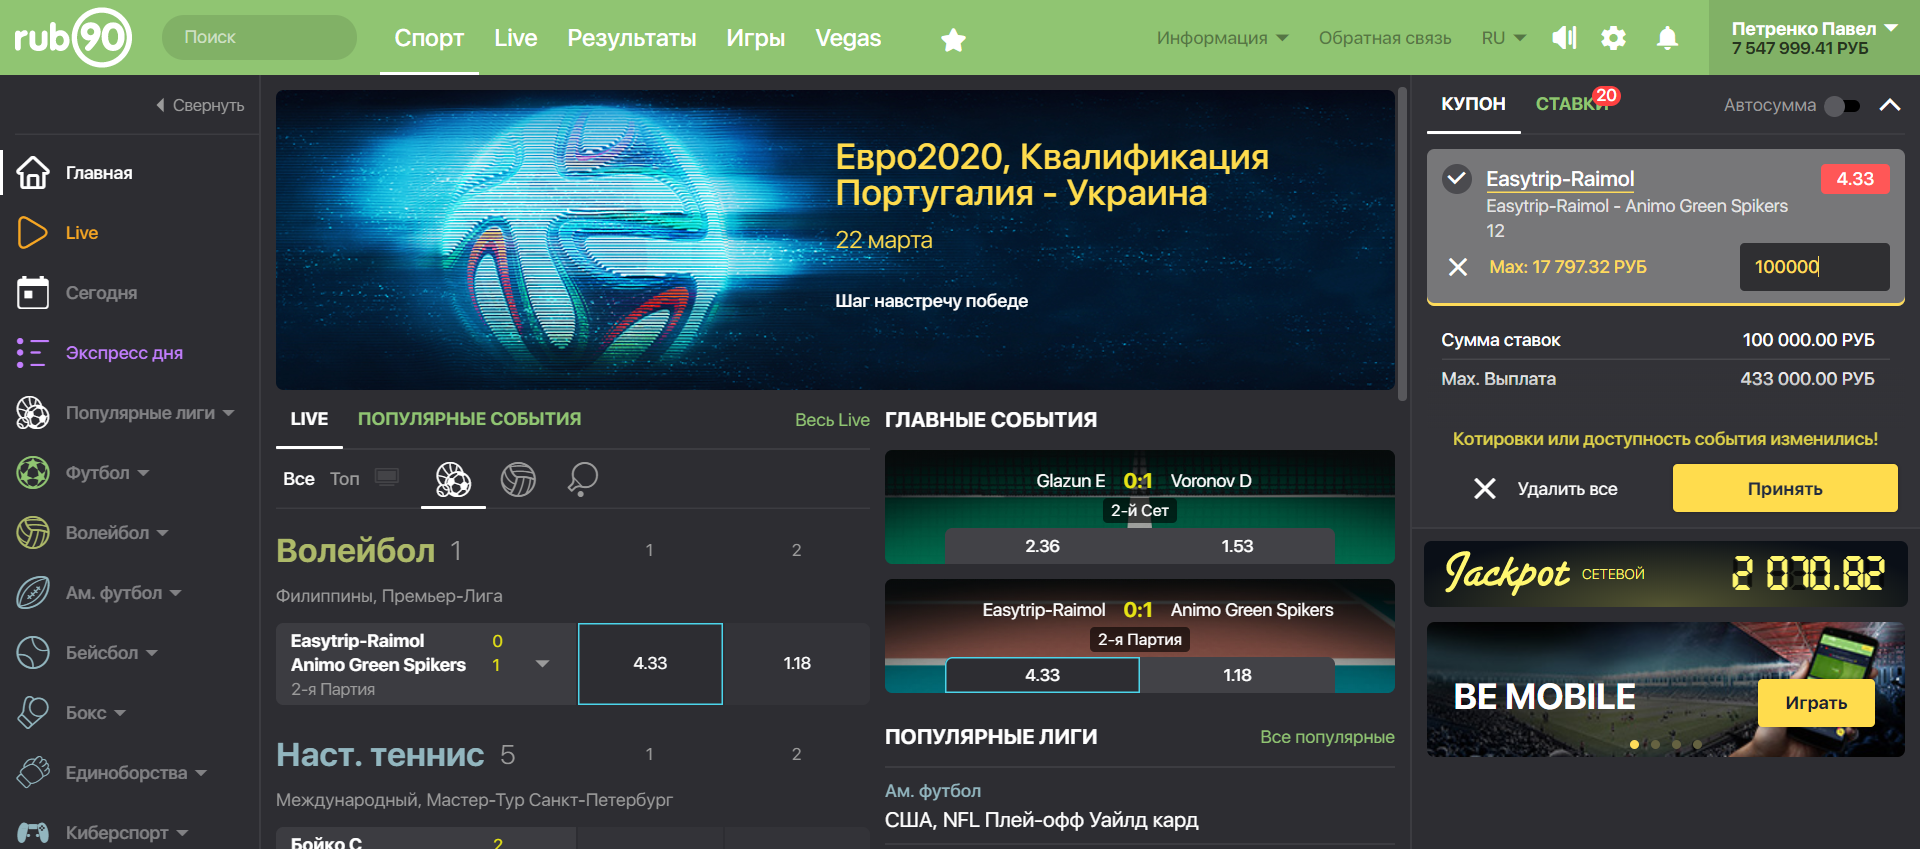 rub90
Поиск
Спорт
Live
Результаты
Игры
Vegas
Информация
Обратная связь
RU
Петренко Павел
7 547 999.41 РУБ
Свернуть
Главная
Live
Сегодня
Экспресс дня
Популярные лиги
Футбол
Волейбол
Ам. футбол
Бейсбол
Бокс
Единоборства
Киберспорт
Евро2020, Квалификация
Португалия - Украина
22 марта
Шаг навстречу победе
LIVE
ПОПУЛЯРНЫЕ СОБЫТИЯ
Весь Live
Все
Топ
Волейбол 1
1
2
Филиппины, Премьер-Лига
Easytrip-Raimol 0
Animo Green Spikers 1
2-я Партия
4.33
1.18
Наст. теннис 5
1
2
Международный, Мастер-Тур Санкт-Петербург
Бойко С 2
ГЛАВНЫЕ СОБЫТИЯ
Glazun E 0:1 Voronov D
2-й Сет
2.36
1.53
Easytrip-Raimol 0:1 Animo Green Spikers
2-я Партия
4.33
1.18
ПОПУЛЯРНЫЕ ЛИГИ
Все популярные
Ам. футбол
США, NFL Плей-офф Уайлд кард
КУПОН
СТАВКИ
20
Автосумма
Easytrip-Raimol
4.33
Easytrip-Raimol - Animo Green Spikers
12
Max: 17 797.32 РУБ
100000
Сумма ставок 100 000.00 РУБ
Мах. Выплата 433 000.00 РУБ
Котировки или доступность события изменились!
Удалить все
Принять
Jackpot СЕТЕВОЙ 2 070.82
BE MOBILE
Играть